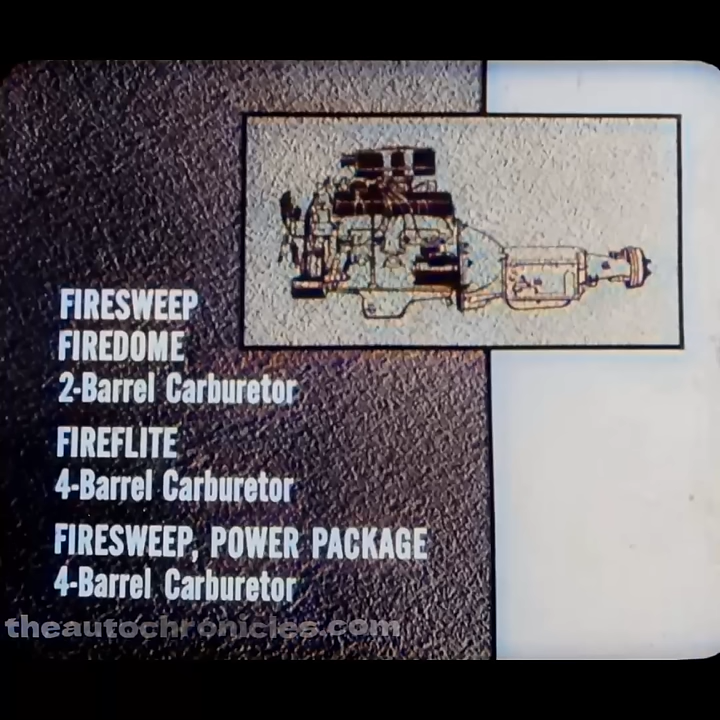 FIRESWEEP
FIREDOME
2-Barrel Carburetor
FIREFLITE
4-Barrel Carburetor
FIRESWEEP, POWER PACKAGE
4-Barrel Carburetor
theautochronicles.com